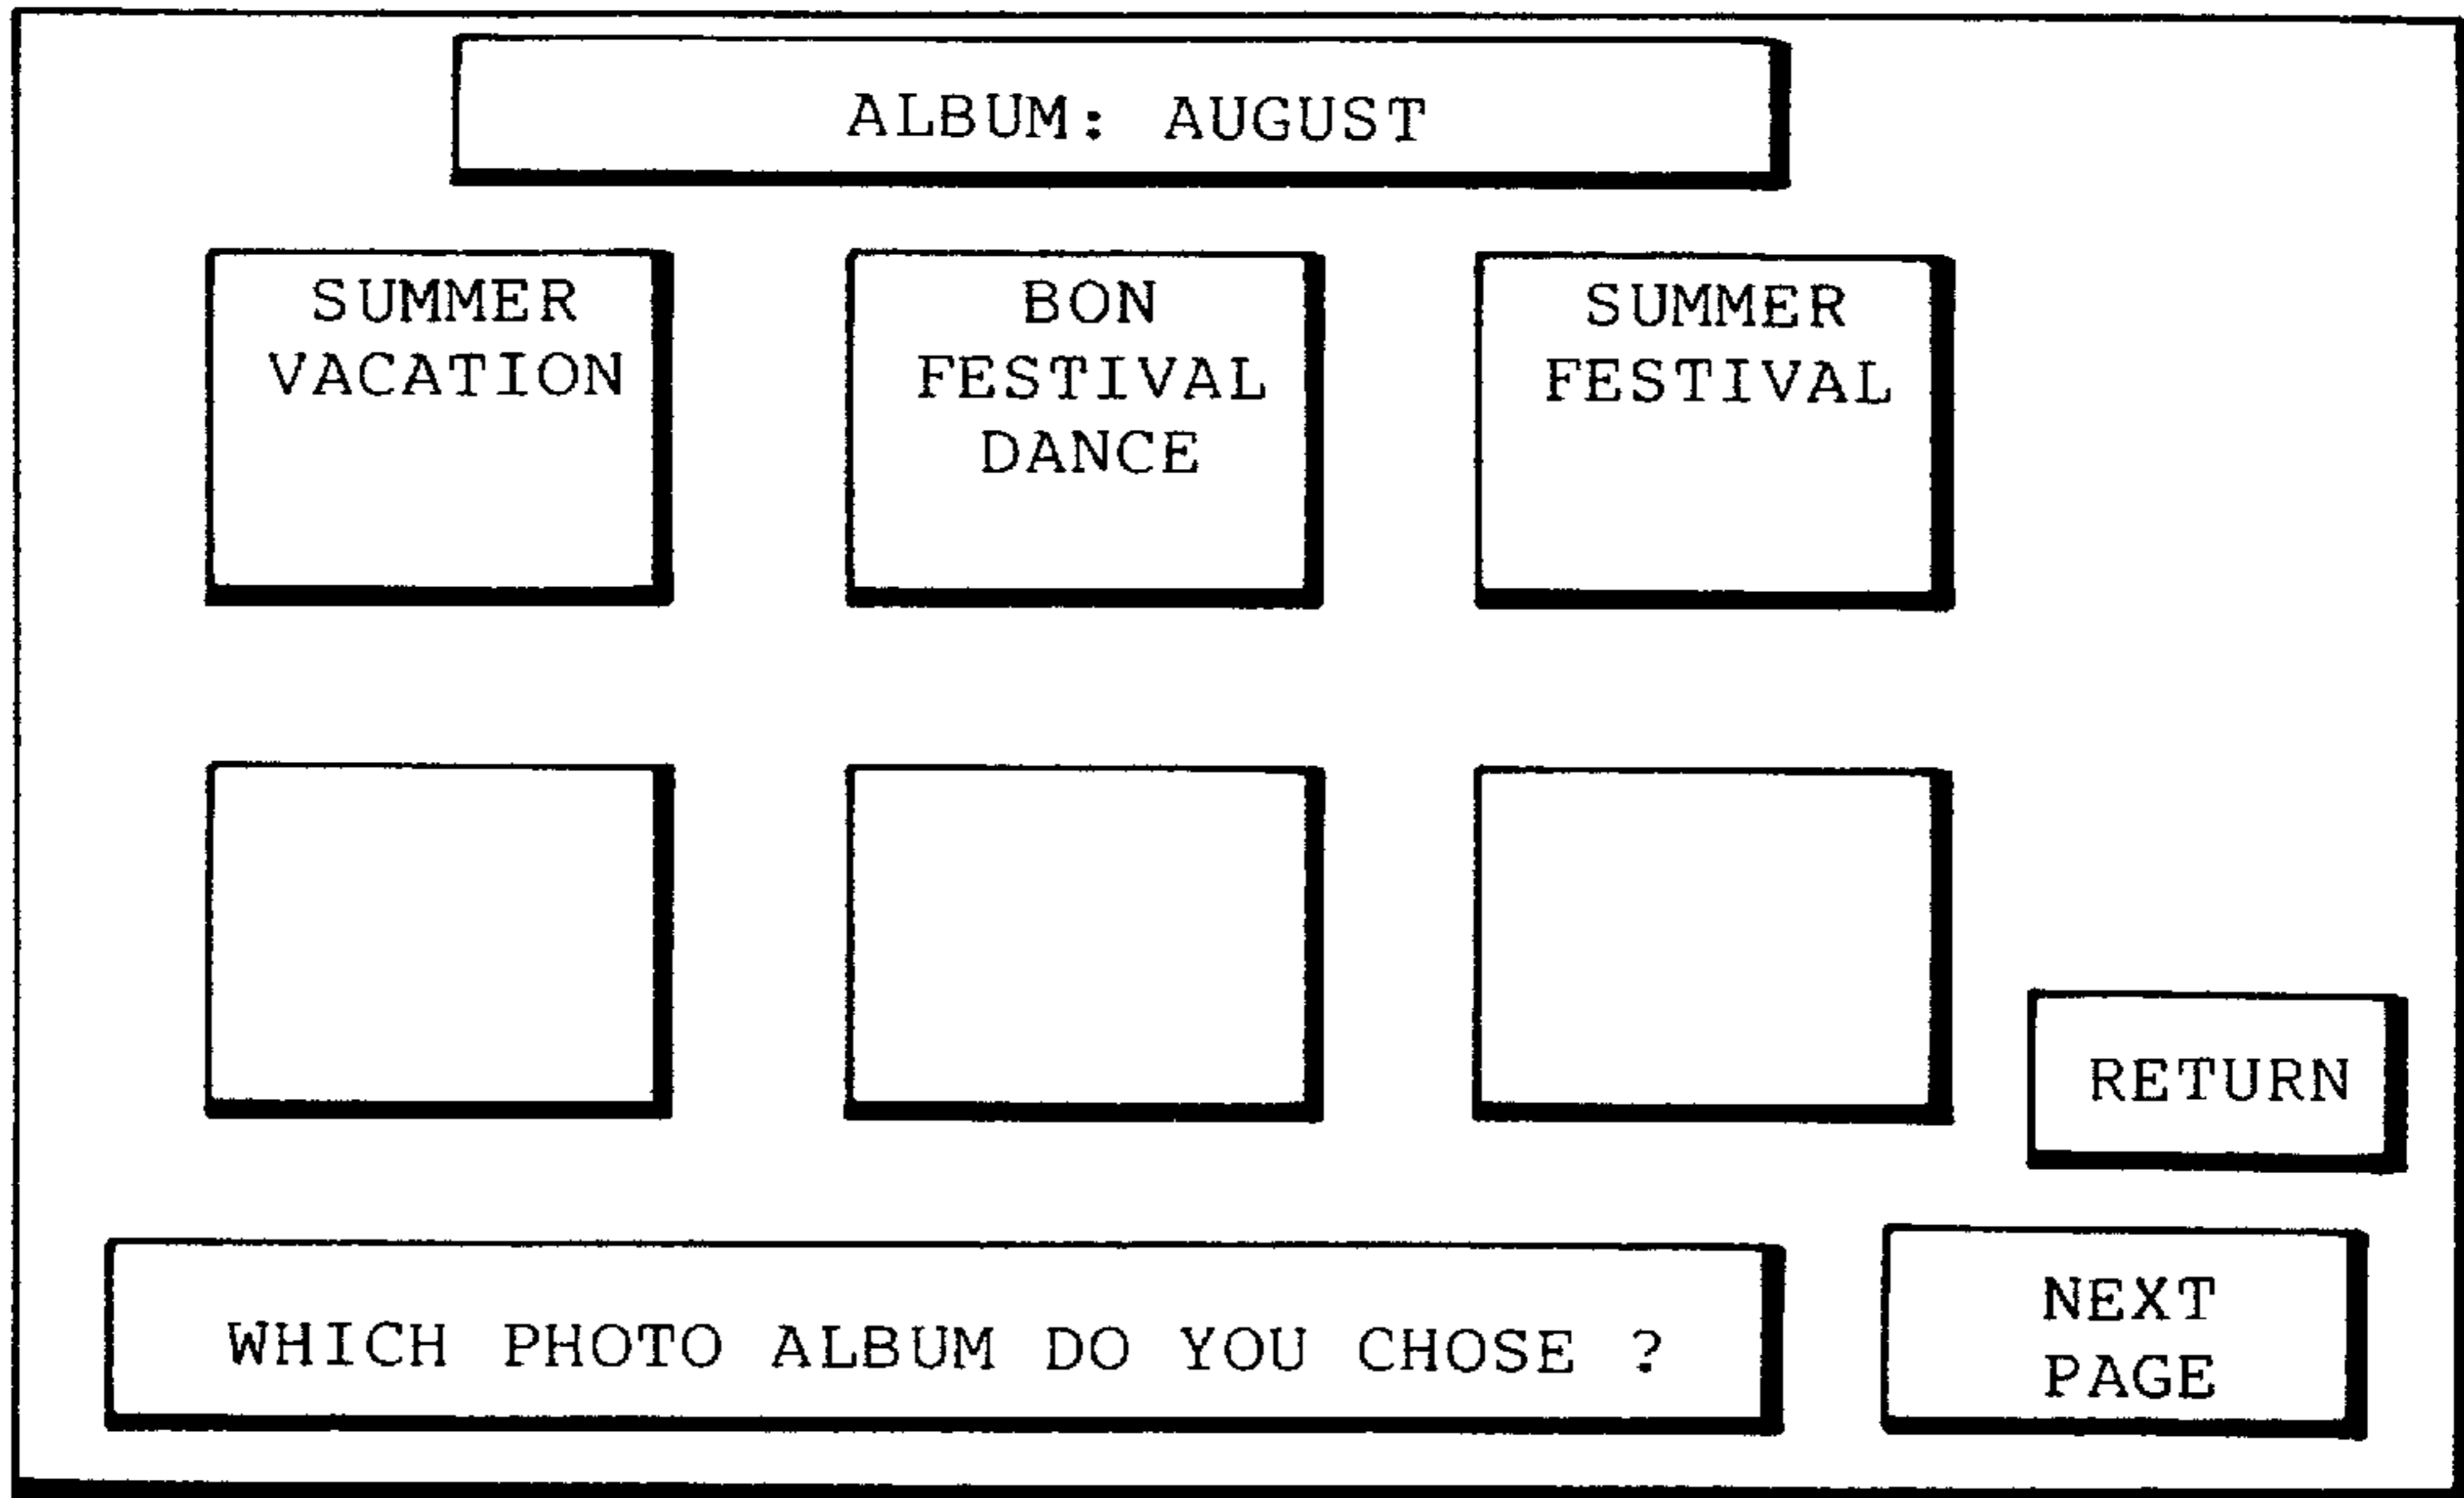 ALBUM: AUGUST
SUMMER
VACATION
BON
FESTIVAL
DANCE
SUMMER
FESTIVAL
RETURN
WHICH PHOTO ALBUM DO YOU CHOSE ?
NEXT
PAGE